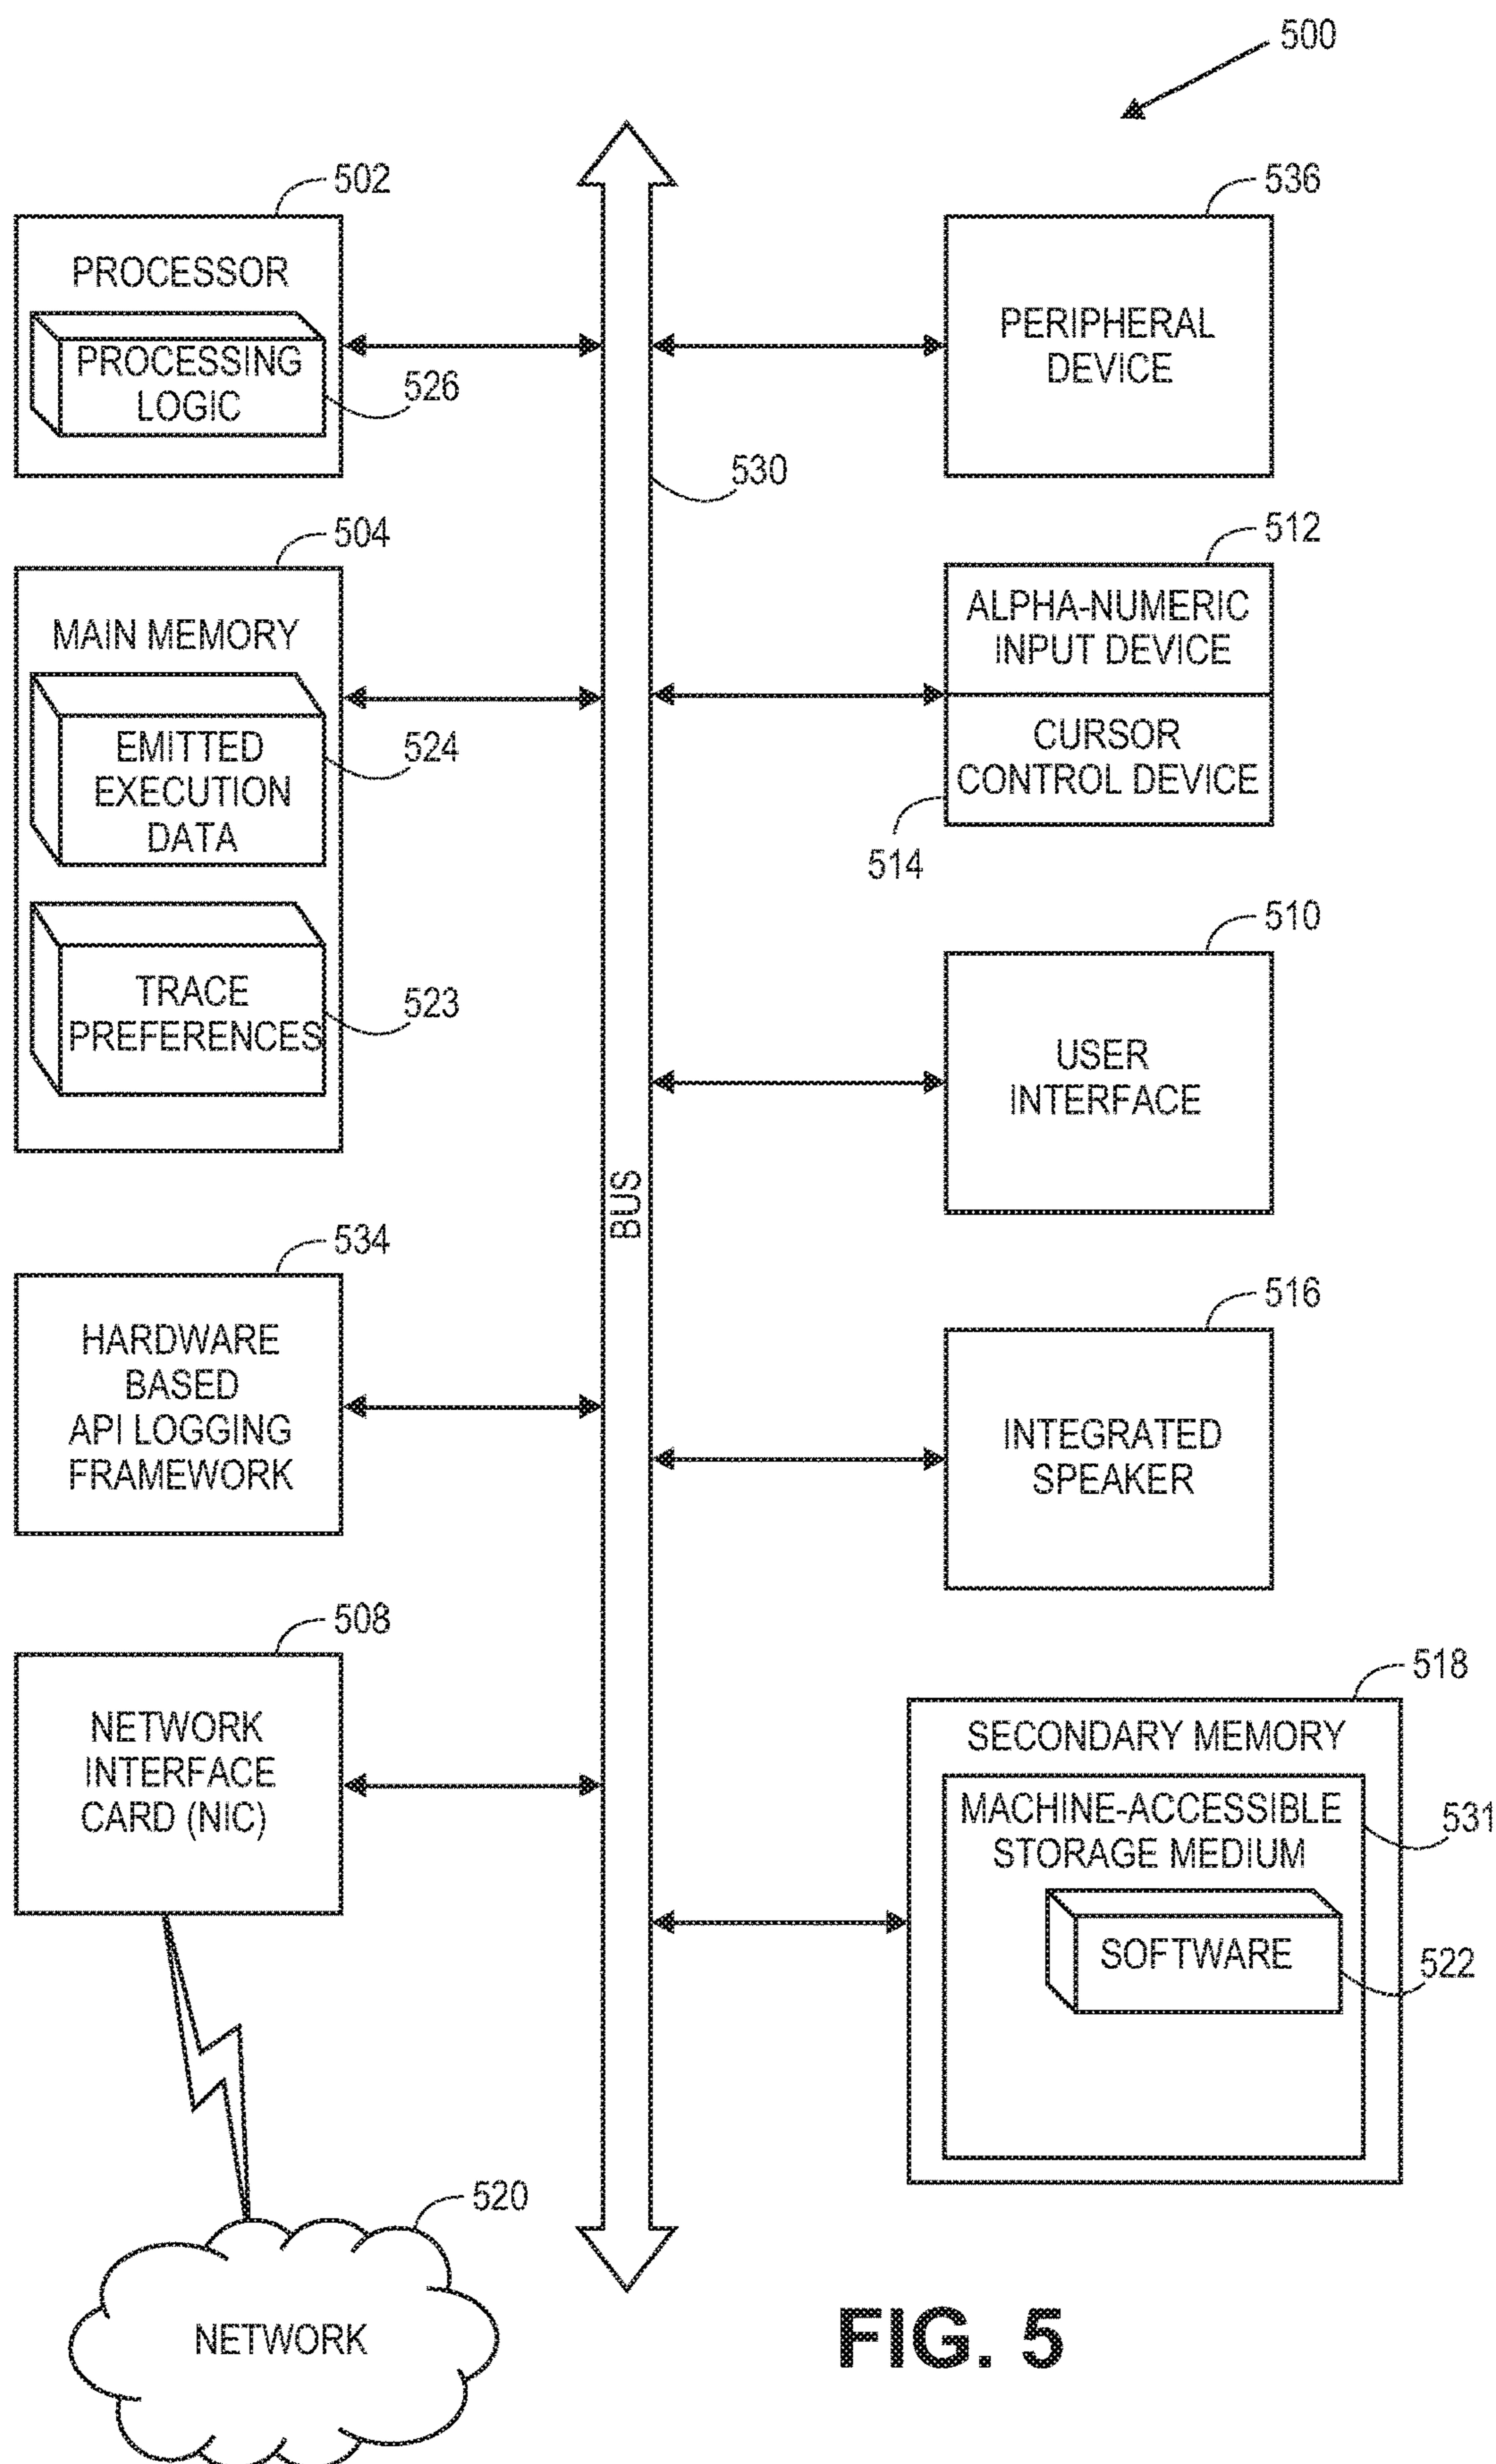 500
502
PROCESSOR
PROCESSING
LOGIC
526
536
PERIPHERAL
DEVICE
530
504
MAIN MEMORY
EMITTED
EXECUTION
DATA
524
TRACE
PREFERENCES
523
512
ALPHA-NUMERIC
INPUT DEVICE
CURSOR
CONTROL DEVICE
514
510
USER
INTERFACE
BUS
534
HARDWARE
BASED
API LOGGING
FRAMEWORK
516
INTEGRATED
SPEAKER
508
NETWORK
INTERFACE
CARD (NIC)
518
SECONDARY MEMORY
MACHINE-ACCESSIBLE
STORAGE MEDIUM
531
SOFTWARE
522
520
NETWORK
FIG. 5